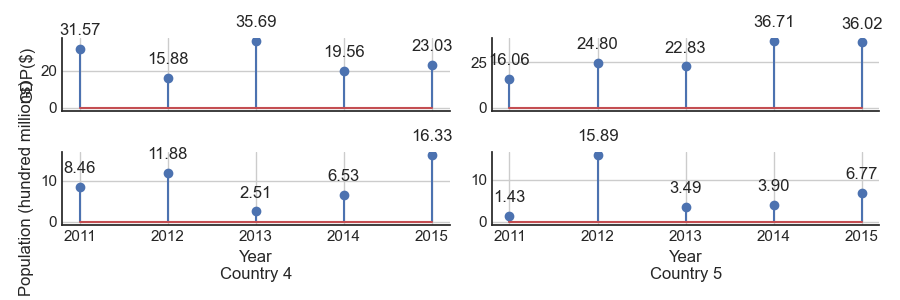 GDP($)
31.57 15.88 35.69 19.56 23.03
20
0
16.06 24.80 22.83 36.71 36.02
25
0
Population (hundred millions)
8.46 11.88 2.51 6.53 16.33
10
0
2011 2012 2013 2014 2015
Year
Country 4
1.43 15.89 3.49 3.90 6.77
10
0
2011 2012 2013 2014 2015
Year
Country 5